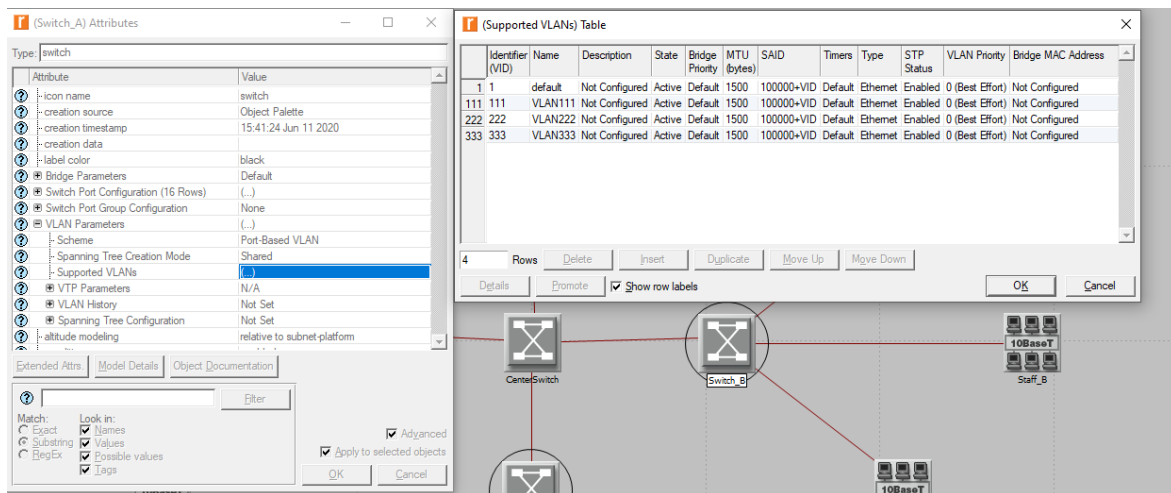 (Switch_A) Attributes
Type: switch
Attribute Value
icon name switch
creation source Object Palette
creation timestamp 15:41:24 Jun 11 2020
creation data
label color black
Bridge Parameters Default
Switch Port Configuration (16 Rows) (...)
Switch Port Group Configuration None
VLAN Parameters (...)
Scheme Port-Based VLAN
Spanning Tree Creation Mode Shared
Supported VLANs (...)
VTP Parameters N/A
VLAN History Not Set
Spanning Tree Configuration Not Set
altitude modeling relative to subnet-platform
Extended Attrs. Model Details Object Documentation
Filter
Match: Look in:
Exact Names
Substring Values
RegEx Possible values
Tags
Advanced
Apply to selected objects
OK Cancel
(Supported VLANs) Table
Identifier (VID) Name Description State Bridge Priority MTU (bytes) SAID Timers Type STP Status VLAN Priority Bridge MAC Address
1 1 default Not Configured Active Default 1500 100000+VID Default Ethernet Enabled 0 (Best Effort) Not Configured
111 111 VLAN111 Not Configured Active Default 1500 100000+VID Default Ethernet Enabled 0 (Best Effort) Not Configured
222 222 VLAN222 Not Configured Active Default 1500 100000+VID Default Ethernet Enabled 0 (Best Effort) Not Configured
333 333 VLAN333 Not Configured Active Default 1500 100000+VID Default Ethernet Enabled 0 (Best Effort) Not Configured
4 Rows Delete Insert Duplicate Move Up Move Down
Details Promote Show row labels OK Cancel
CenterSwitch
Switch_B
10BaseT
Staff_B
10BaseT